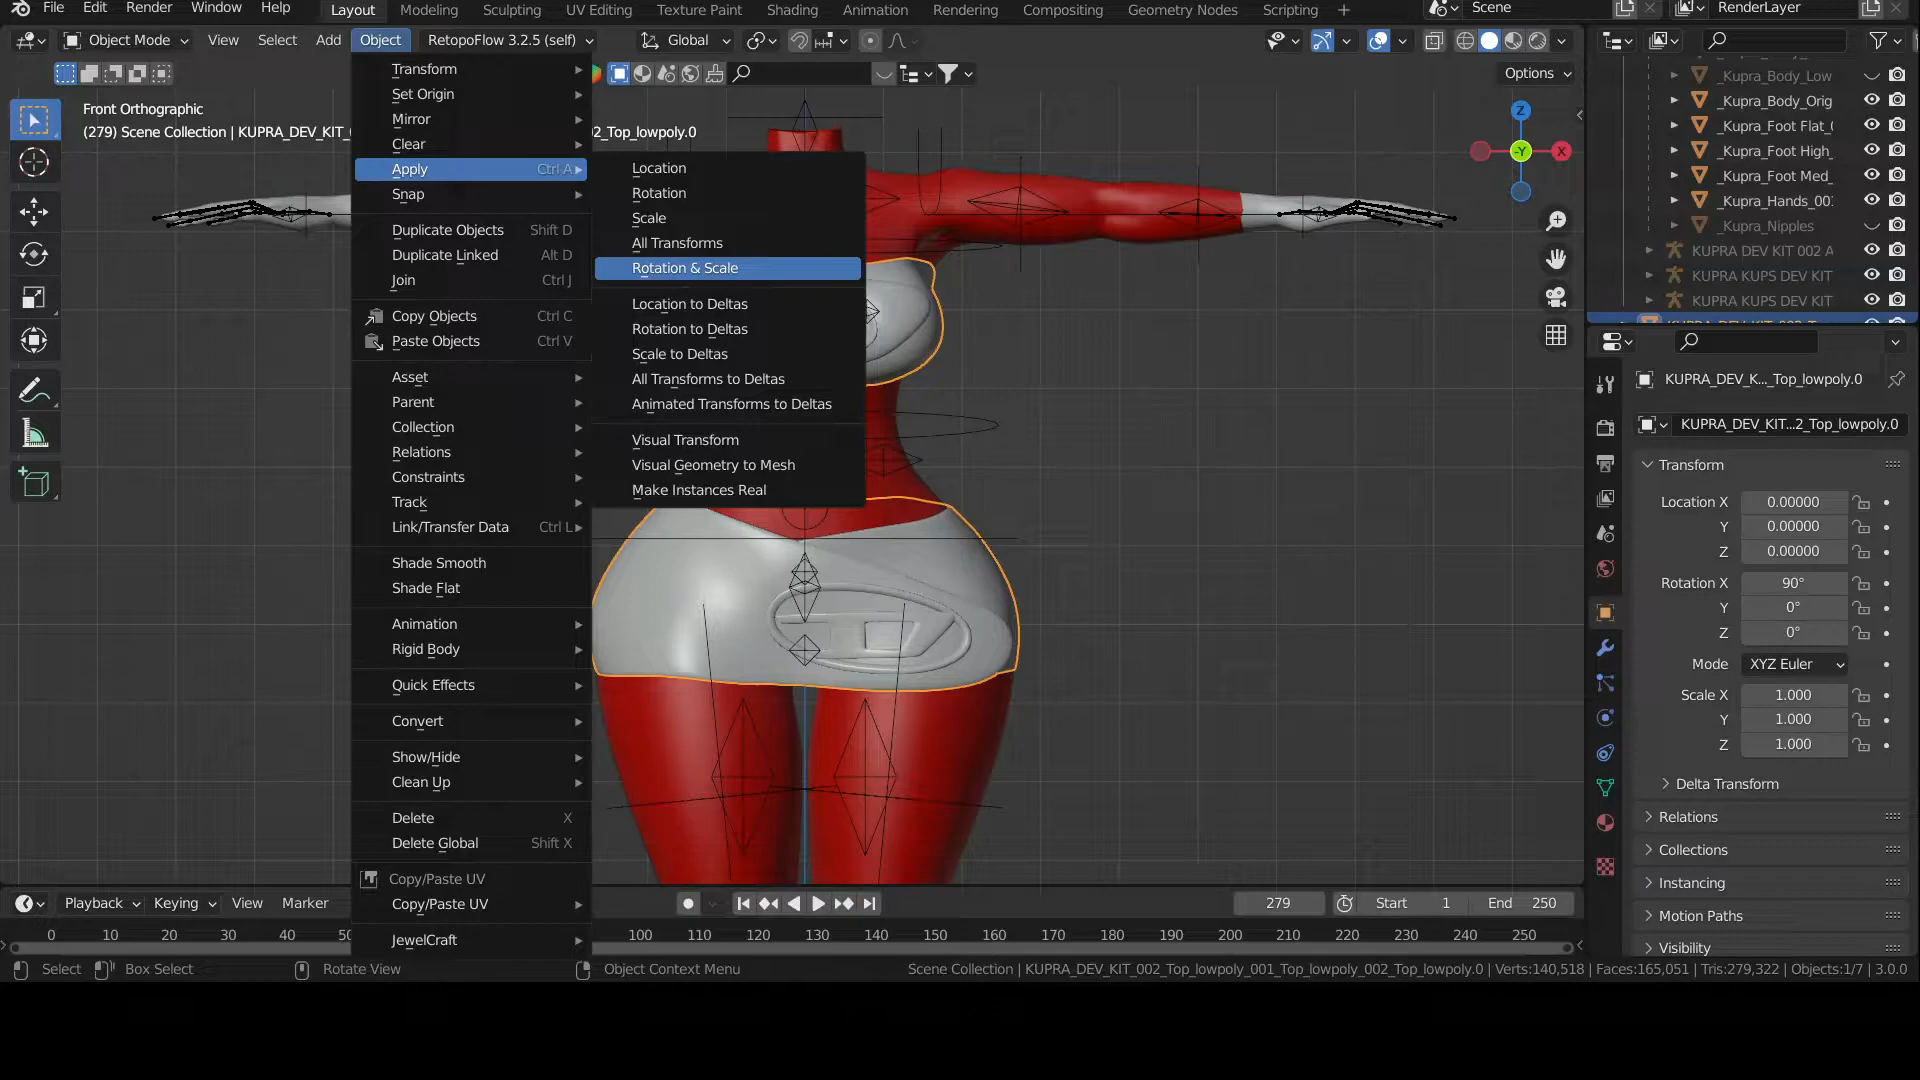 File Edit Render Window Help Layout Modeling Sculpting UV Editing Texture Paint Shading Animation Rendering Compositing Geometry Nodes Scripting + Scene RenderLayer
Object Mode View Select Add Object RetopoFlow 3.2.5 (self) Global
Options
Front Orthographic
(279) Scene Collection | KUPRA_DEV_KIT_
02_Top_lowpoly.0
Transform
Set Origin
Mirror
Clear
Apply Ctrl A
Snap
Duplicate Objects Shift D
Duplicate Linked Alt D
Join Ctrl J
Copy Objects Ctrl C
Paste Objects Ctrl V
Asset
Parent
Collection
Relations
Constraints
Track
Link/Transfer Data Ctrl L
Shade Smooth
Shade Flat
Animation
Rigid Body
Quick Effects
Convert
Show/Hide
Clean Up
Delete X
Delete Global Shift X
Copy/Paste UV
Copy/Paste UV
JewelCraft
Location
Rotation
Scale
All Transforms
Rotation & Scale
Location to Deltas
Rotation to Deltas
Scale to Deltas
All Transforms to Deltas
Animated Transforms to Deltas
Visual Transform
Visual Geometry to Mesh
Make Instances Real
Z
-Y
X
_Kupra_Body_Low
_Kupra_Body_Orig
_Kupra_Foot Flat_
_Kupra_Foot High_
_Kupra_Foot Med_
_Kupra_Hands_00
_Kupra_Nipples
KUPRA DEV KIT 002 A
KUPRA KUPS DEV KIT
KUPRA KUPS DEV KIT
KUPRA_DEV_K..._Top_lowpoly.0
KUPRA_DEV_KIT...2_Top_lowpoly.0
Transform
Location X 0.00000
Y 0.00000
Z 0.00000
Rotation X 90°
Y 0°
Z 0°
Mode XYZ Euler
Scale X 1.000
Y 1.000
Z 1.000
Delta Transform
Relations
Collections
Instancing
Motion Paths
Visibility
Playback Keying View Marker 279 Start 1 End 250
0 10 20 30 40 100 110 120 130 140 150 160 170 180 190 200 210 220 230 240 250
Select Box Select Rotate View Object Context Menu Scene Collection | KUPRA_DEV_KIT_002_Top_lowpoly_001_Top_lowpoly_002_Top_lowpoly.0 | Verts:140,518 | Faces:165,051 | Tris:279,322 | Objects:1/7 | 3.0.0